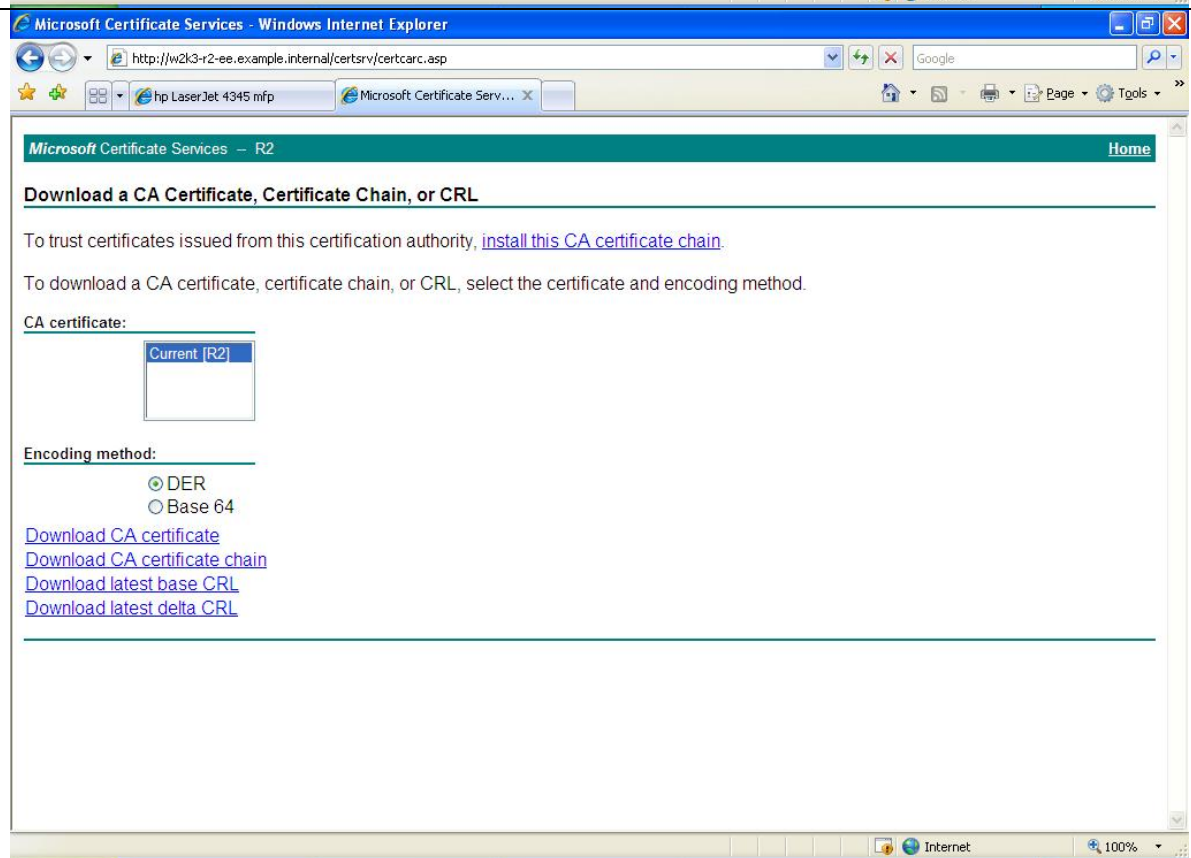 Microsoft Certificate Services - Windows Internet Explorer
http://w2k3-r2-ee.example.internal/certsrv/certcarc.asp
Google
hp LaserJet 4345 mfp
Microsoft Certificate Serv...
Page
Tools
Microsoft Certificate Services -- R2
Home
Download a CA Certificate, Certificate Chain, or CRL
To trust certificates issued from this certification authority, install this CA certificate chain.
To download a CA certificate, certificate chain, or CRL, select the certificate and encoding method.
CA certificate:
Current [R2]
Encoding method:
DER
Base 64
Download CA certificate
Download CA certificate chain
Download latest base CRL
Download latest delta CRL
Internet
100%